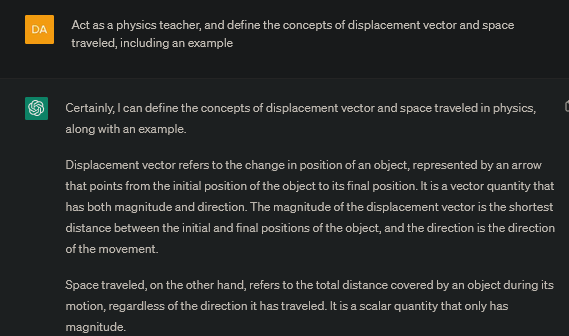 DA
Act as a physics teacher, and define the concepts of displacement vector and space
traveled, including an example
Certainly, I can define the concepts of displacement vector and space traveled in physics,
along with an example.
Displacement vector refers to the change in position of an object, represented by an arrow
that points from the initial position of the object to its final position. It is a vector quantity that
has both magnitude and direction. The magnitude of the displacement vector is the shortest
distance between the initial and final positions of the object, and the direction is the direction
of the movement.
Space traveled, on the other hand, refers to the total distance covered by an object during its
motion, regardless of the direction it has traveled. It is a scalar quantity that only has
magnitude.